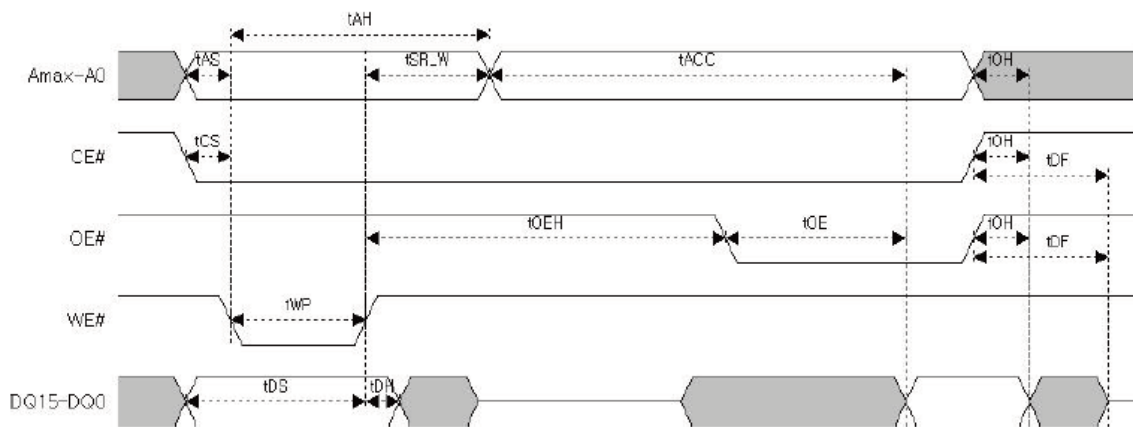 tAH
Amax-A0
tAS
tSR_W
tACC
tOH
CE#
tCS
tOH
tDF
OE#
tOEH
tOE
tOH
tDF
WE#
tWP
DQ15-DQ0
tDS
tDH